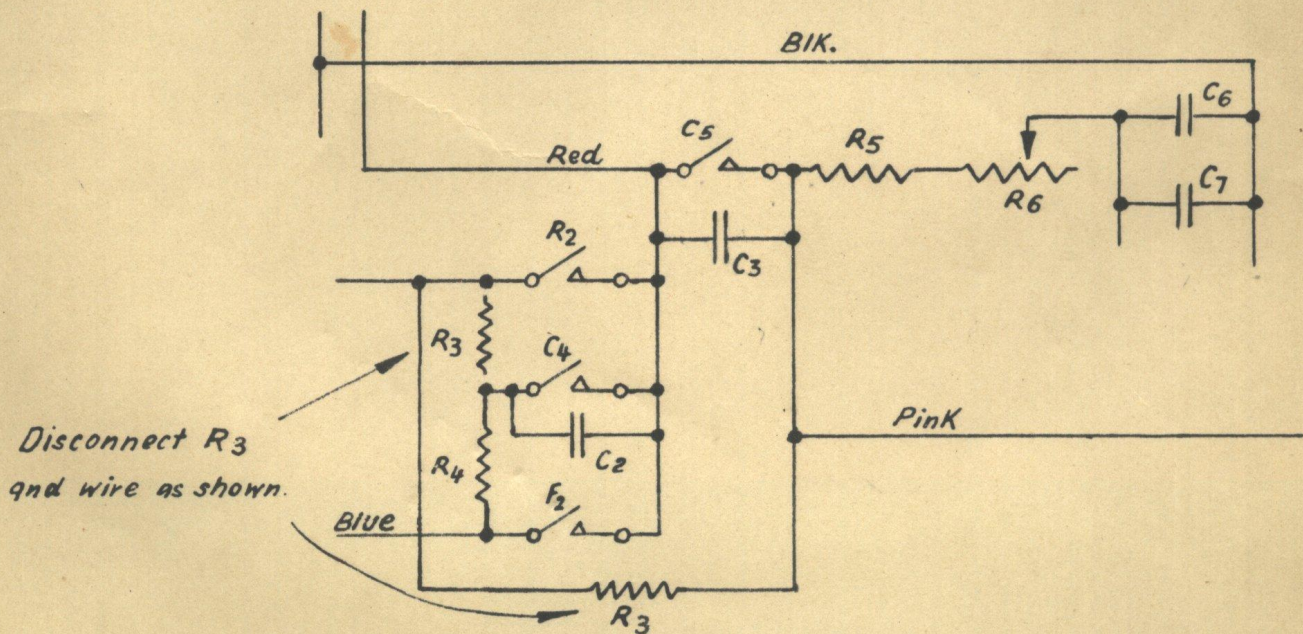 Blk.
C6
C5
Red
R5
C7
R6
R2
C3
R3
C4
Disconnect R3
and wire as shown.
Pink
R4
C2
F2
Blue
R3